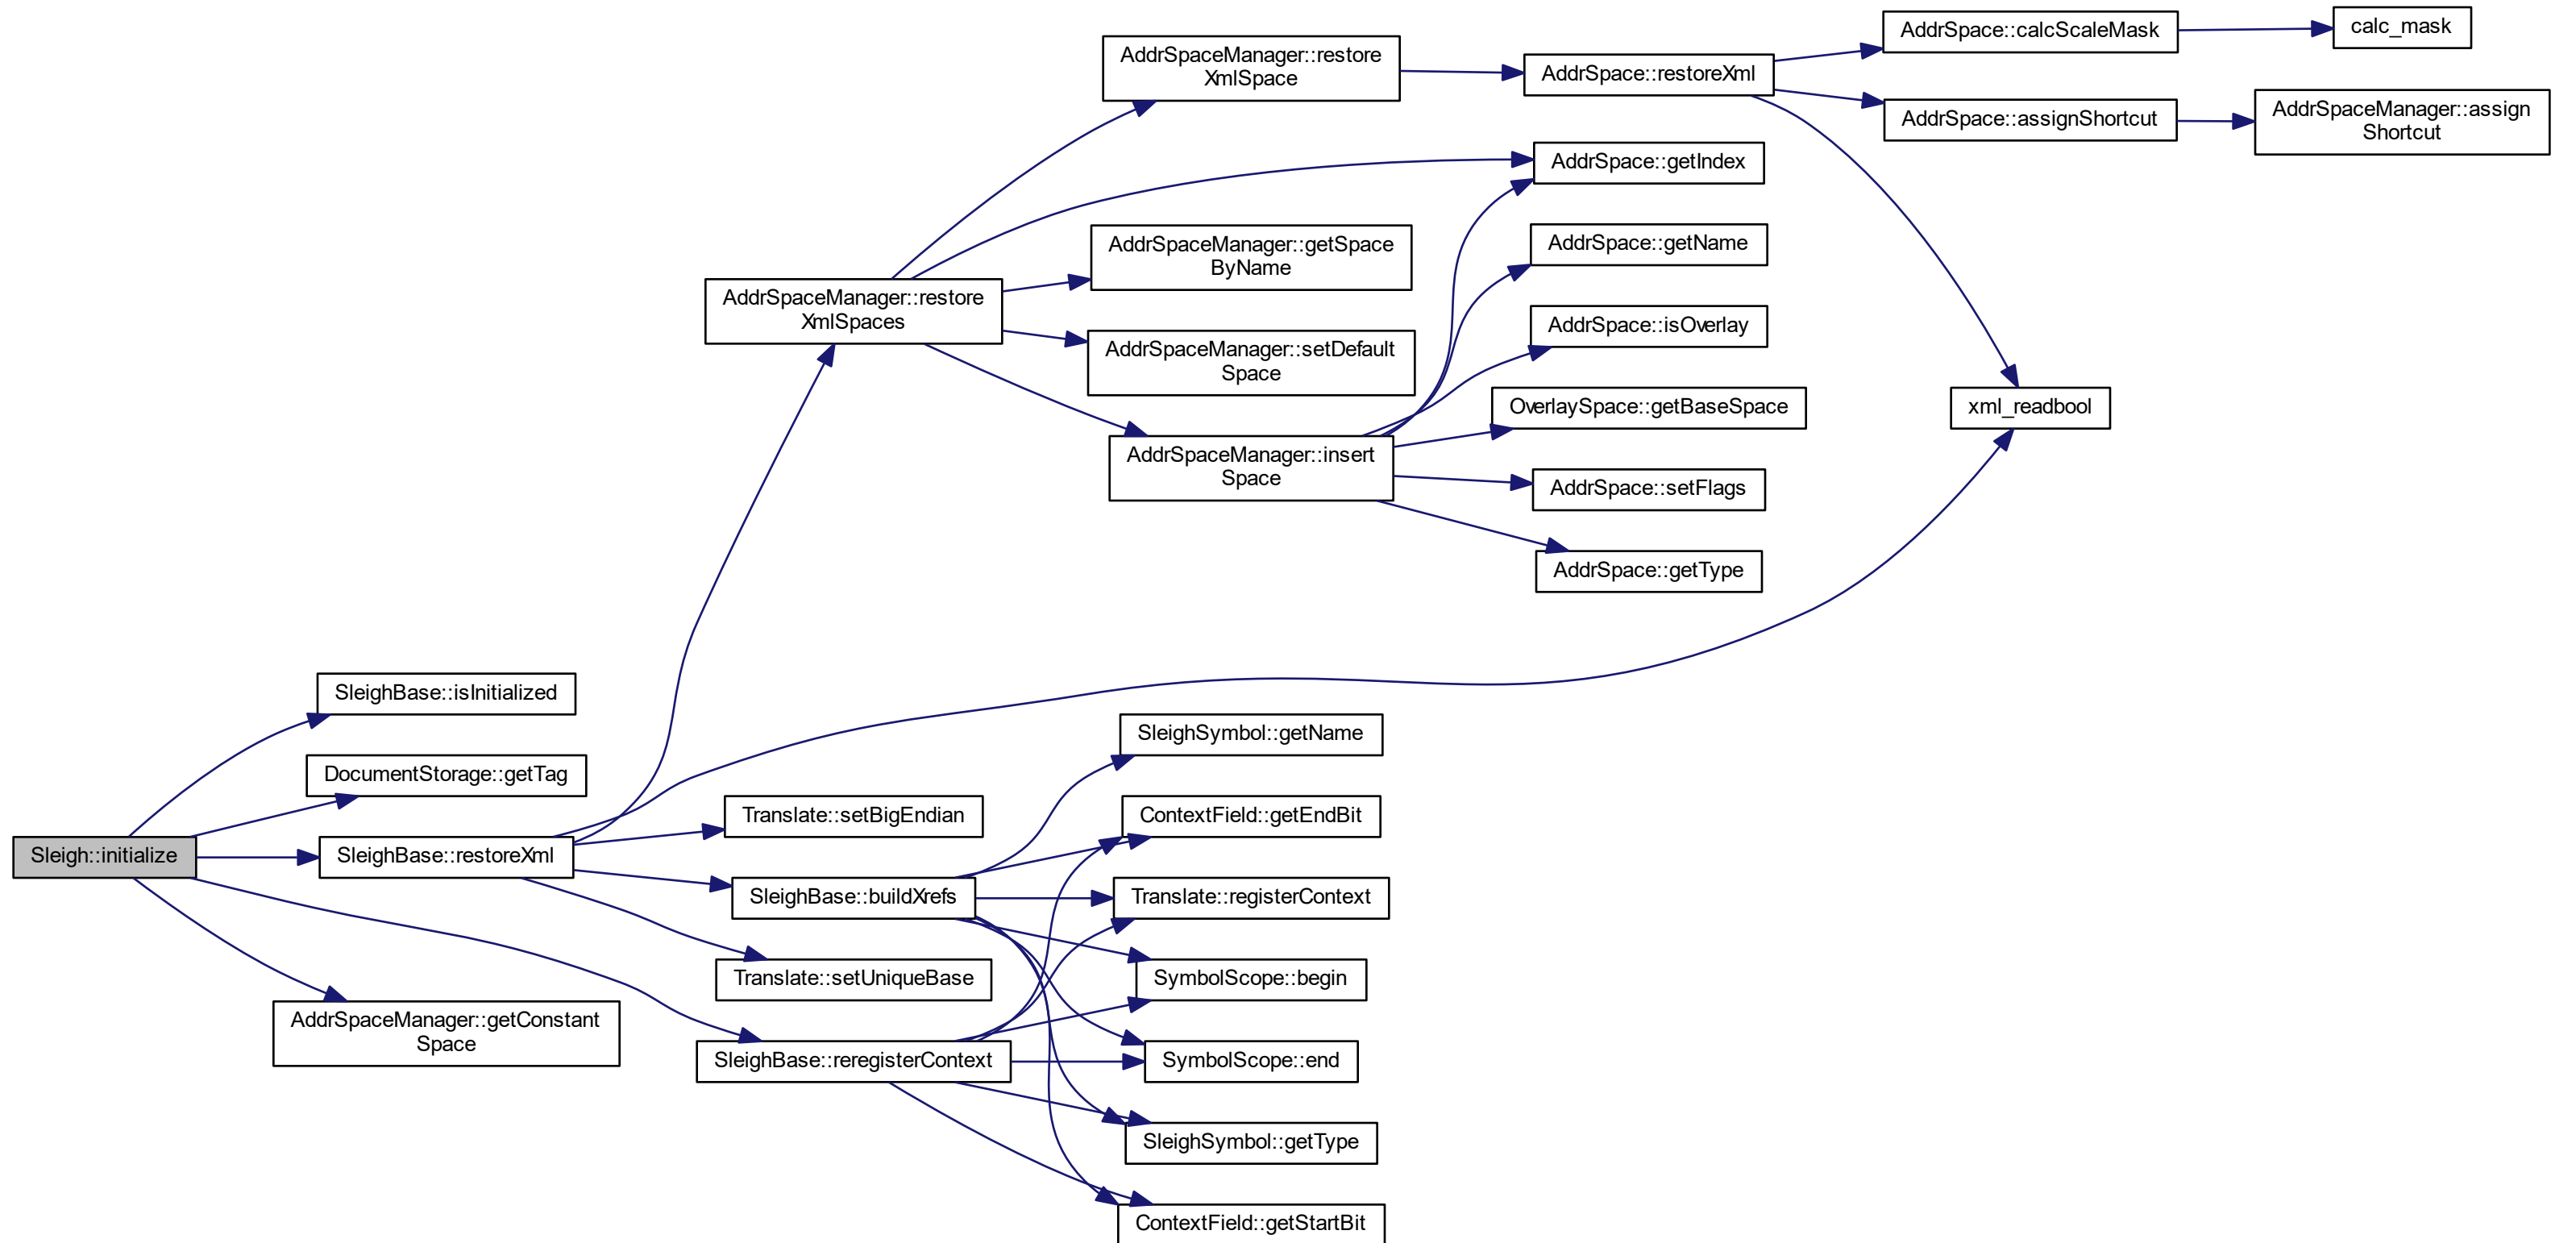 Sleigh::initialize
SleighBase::isInitialized
DocumentStorage::getTag
SleighBase::restoreXml
AddrSpaceManager::getConstant
Space
AddrSpaceManager::restore
XmlSpaces
Translate::setBigEndian
SleighBase::buildXrefs
Translate::setUniqueBase
SleighBase::reregisterContext
AddrSpaceManager::restore
XmlSpace
AddrSpaceManager::getSpace
ByName
AddrSpaceManager::setDefault
Space
AddrSpaceManager::insert
Space
SleighSymbol::getName
ContextField::getEndBit
Translate::registerContext
SymbolScope::begin
SymbolScope::end
SleighSymbol::getType
ContextField::getStartBit
AddrSpace::restoreXml
AddrSpace::getIndex
AddrSpace::getName
AddrSpace::isOverlay
OverlaySpace::getBaseSpace
AddrSpace::setFlags
AddrSpace::getType
AddrSpace::calcScaleMask
AddrSpace::assignShortcut
xml_readbool
calc_mask
AddrSpaceManager::assign
Shortcut